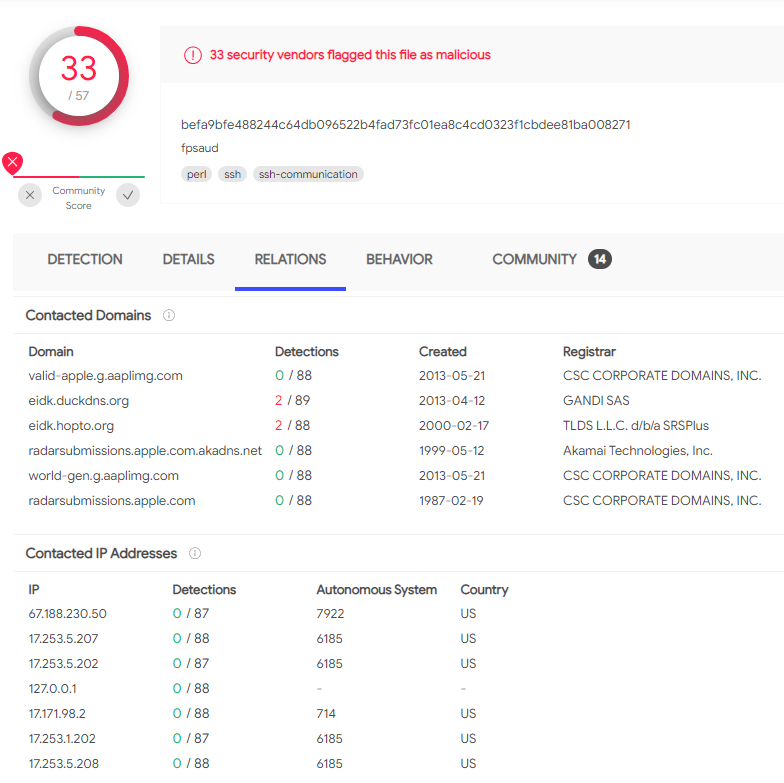 33
/ 57
Community
Score
33 security vendors flagged this file as malicious
befa9bfe488244c64db096522b4fad73fc01ea8c4cd0323f1cbdee81ba008271
fpsaud
perl ssh ssh-communication
DETECTION DETAILS RELATIONS BEHAVIOR COMMUNITY 14
Contacted Domains
Domain Detections Created Registrar
valid-apple.g.aaplimg.com 0 / 88 2013-05-21 CSC CORPORATE DOMAINS, INC.
eidk.duckdns.org 2 / 89 2013-04-12 GANDI SAS
eidk.hopto.org 2 / 88 2000-02-17 TLDS L.L.C. d/b/a SRSPlus
radarsubmissions.apple.com.akadns.net 0 / 88 1999-05-12 Akamai Technologies, Inc.
world-gen.g.aaplimg.com 0 / 88 2013-05-21 CSC CORPORATE DOMAINS, INC.
radarsubmissions.apple.com 0 / 88 1987-02-19 CSC CORPORATE DOMAINS, INC.
Contacted IP Addresses
IP Detections Autonomous System Country
67.188.230.50 0 / 87 7922 US
17.253.5.207 0 / 88 6185 US
17.253.5.202 0 / 87 6185 US
127.0.0.1 0 / 88 - -
17.171.98.2 0 / 88 714 US
17.253.1.202 0 / 87 6185 US
17.253.5.208 0 / 88 6185 US